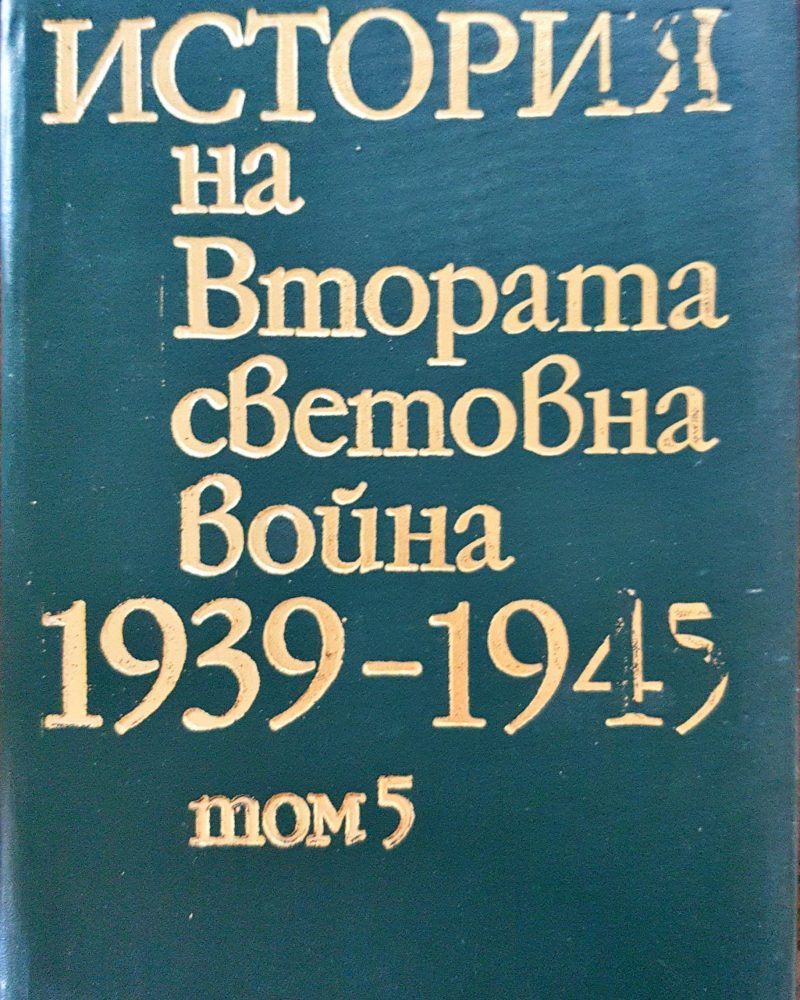 ИСТОРИЯ
на
Втората
световна
война
1939–1945
том 5